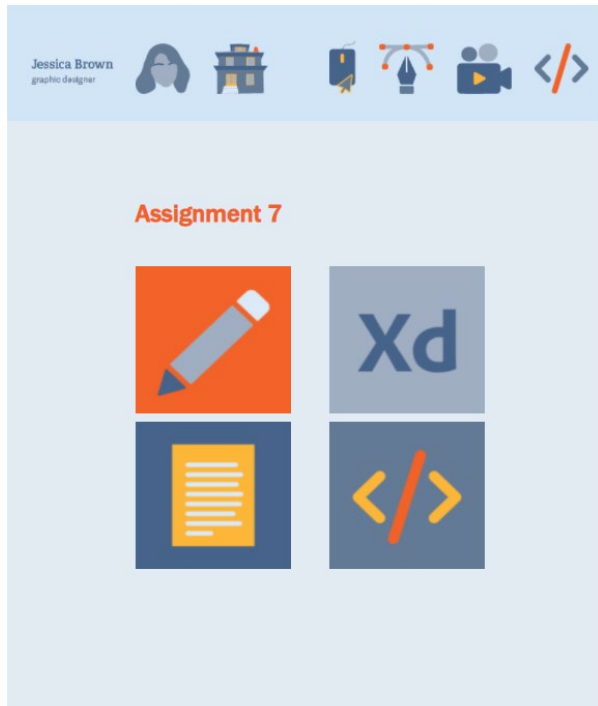 Jessica Brown
graphic designer
</>
Assignment 7
Xd
</>